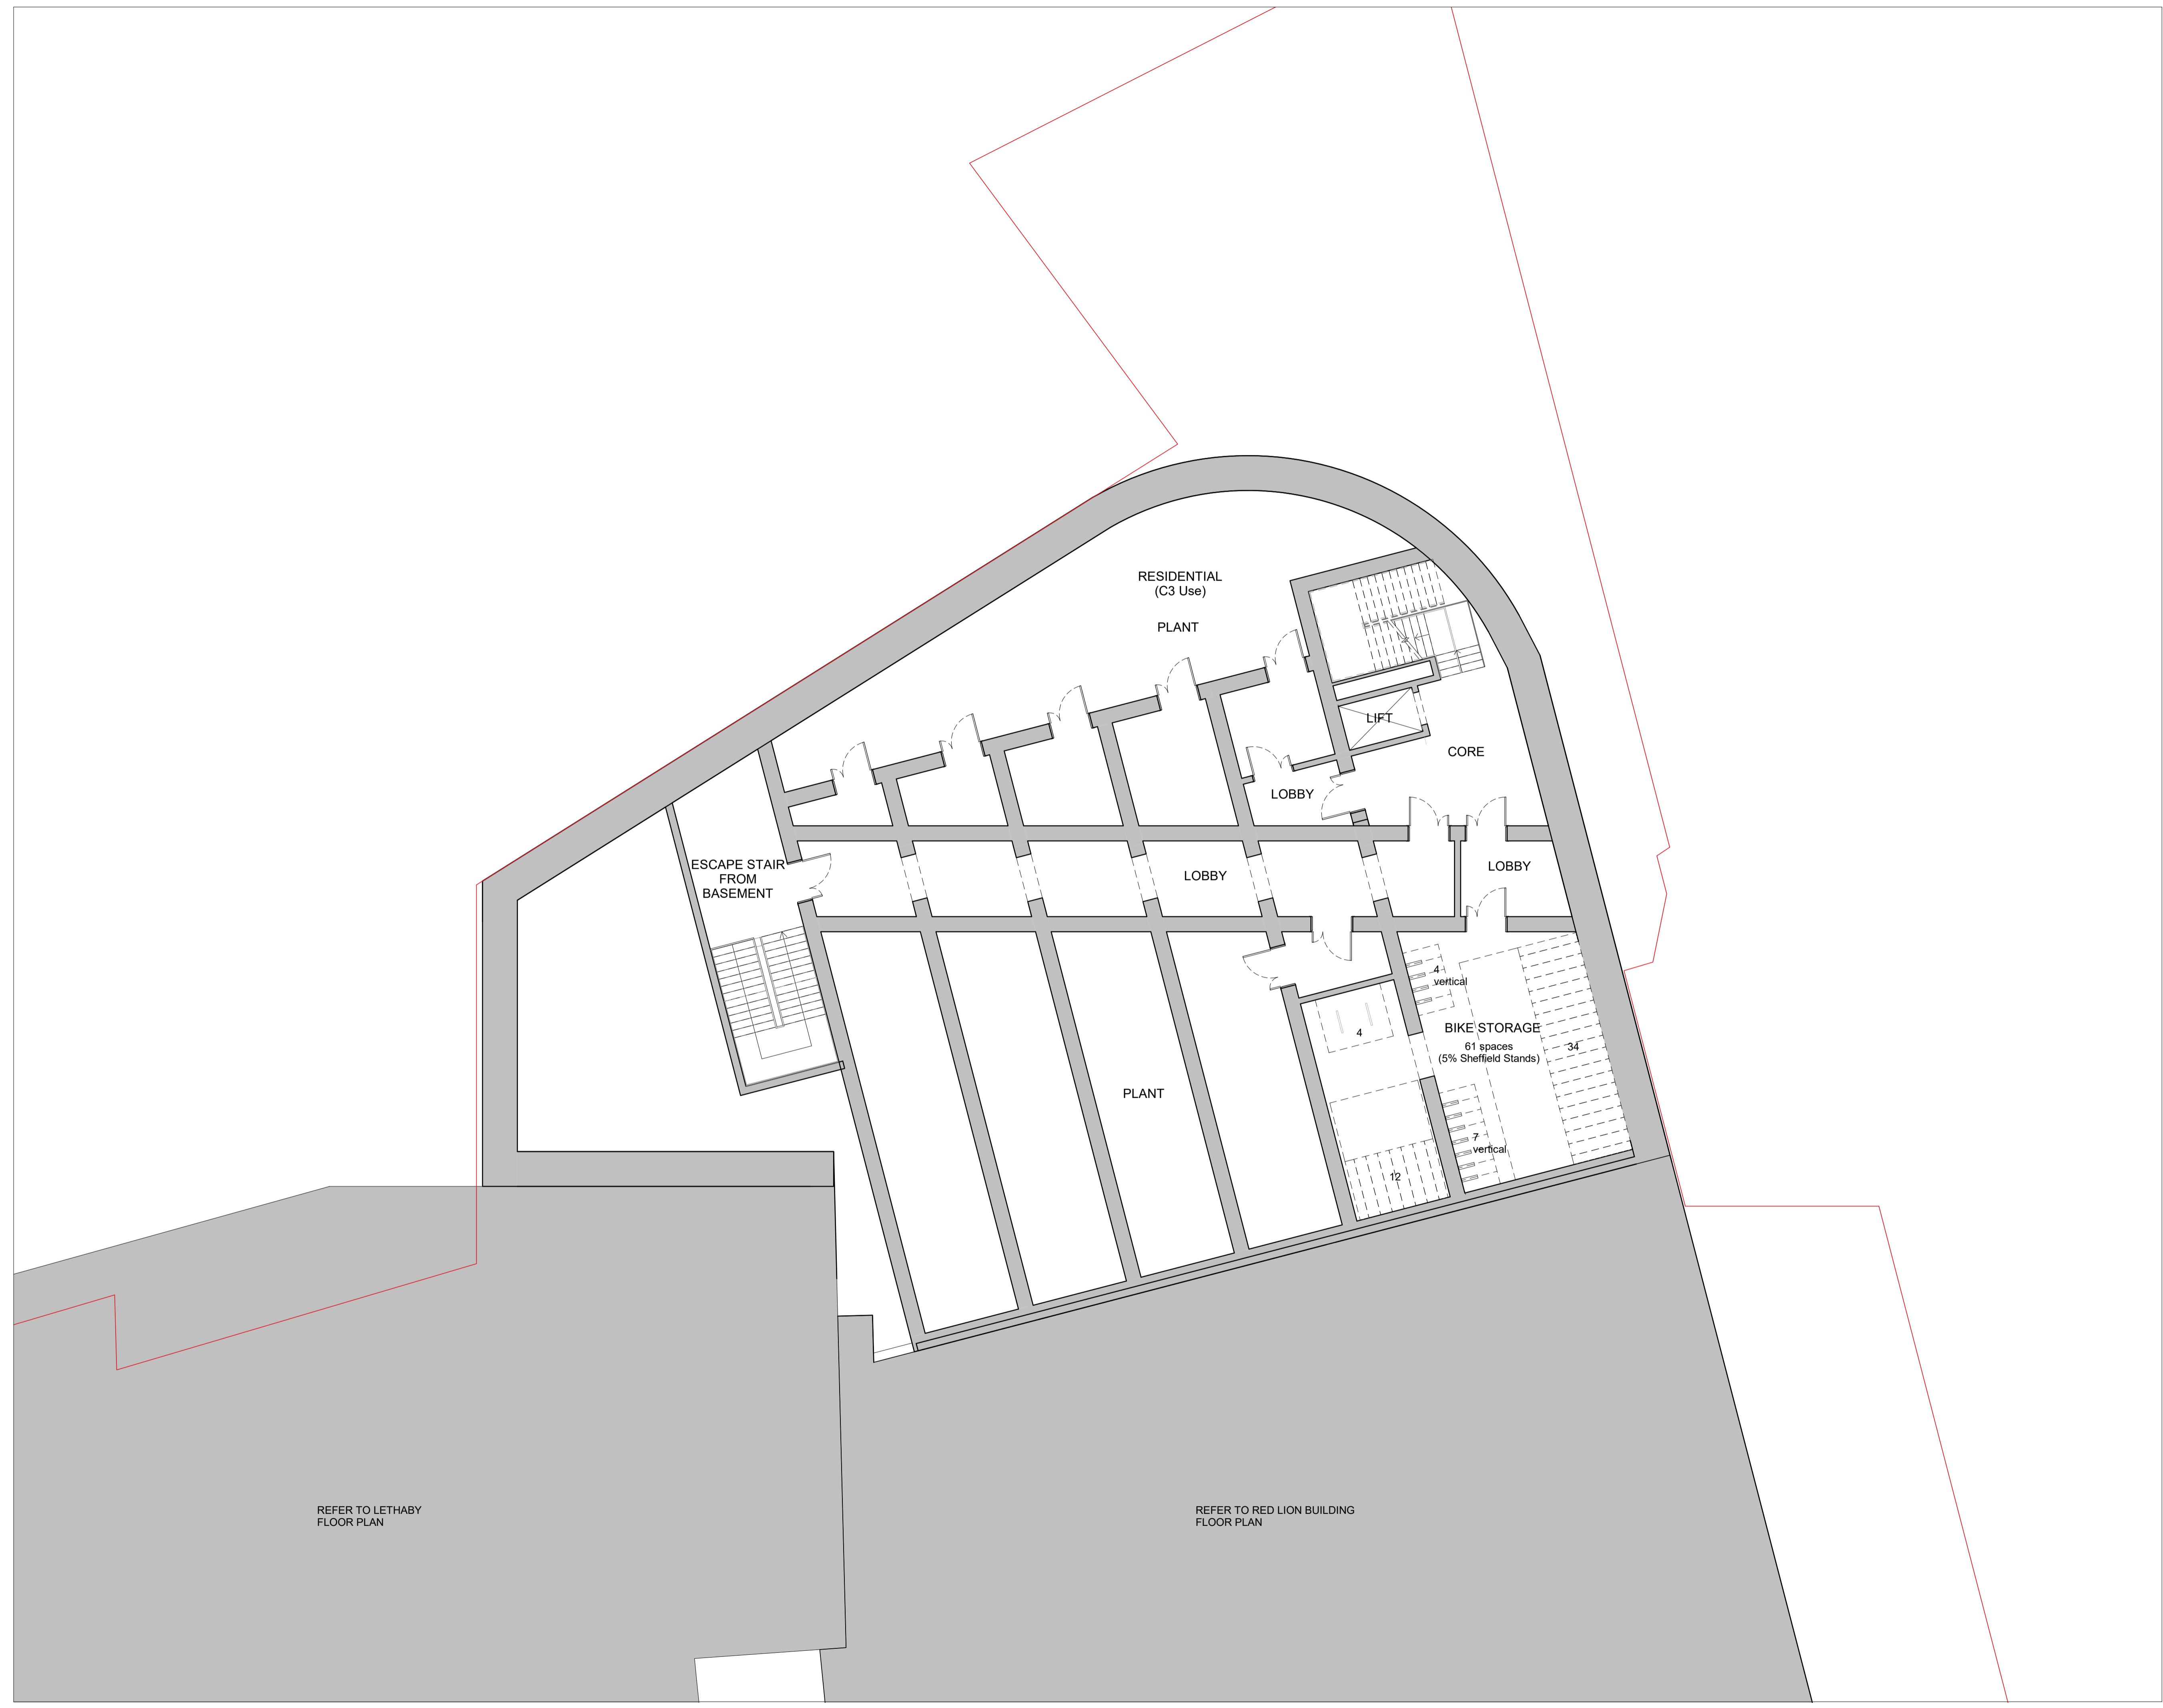 RESIDENTIAL
(C3 Use)
PLANT
LIFT
CORE
LOBBY
ESCAPE STAIR
FROM
BASEMENT
LOBBY
LOBBY
4
vertical
BIKE STORAGE
61 spaces
(5% Sheffield Stands)
34
4
PLANT
7
vertical
12
REFER TO LETHABY
FLOOR PLAN
REFER TO RED LION BUILDING
FLOOR PLAN